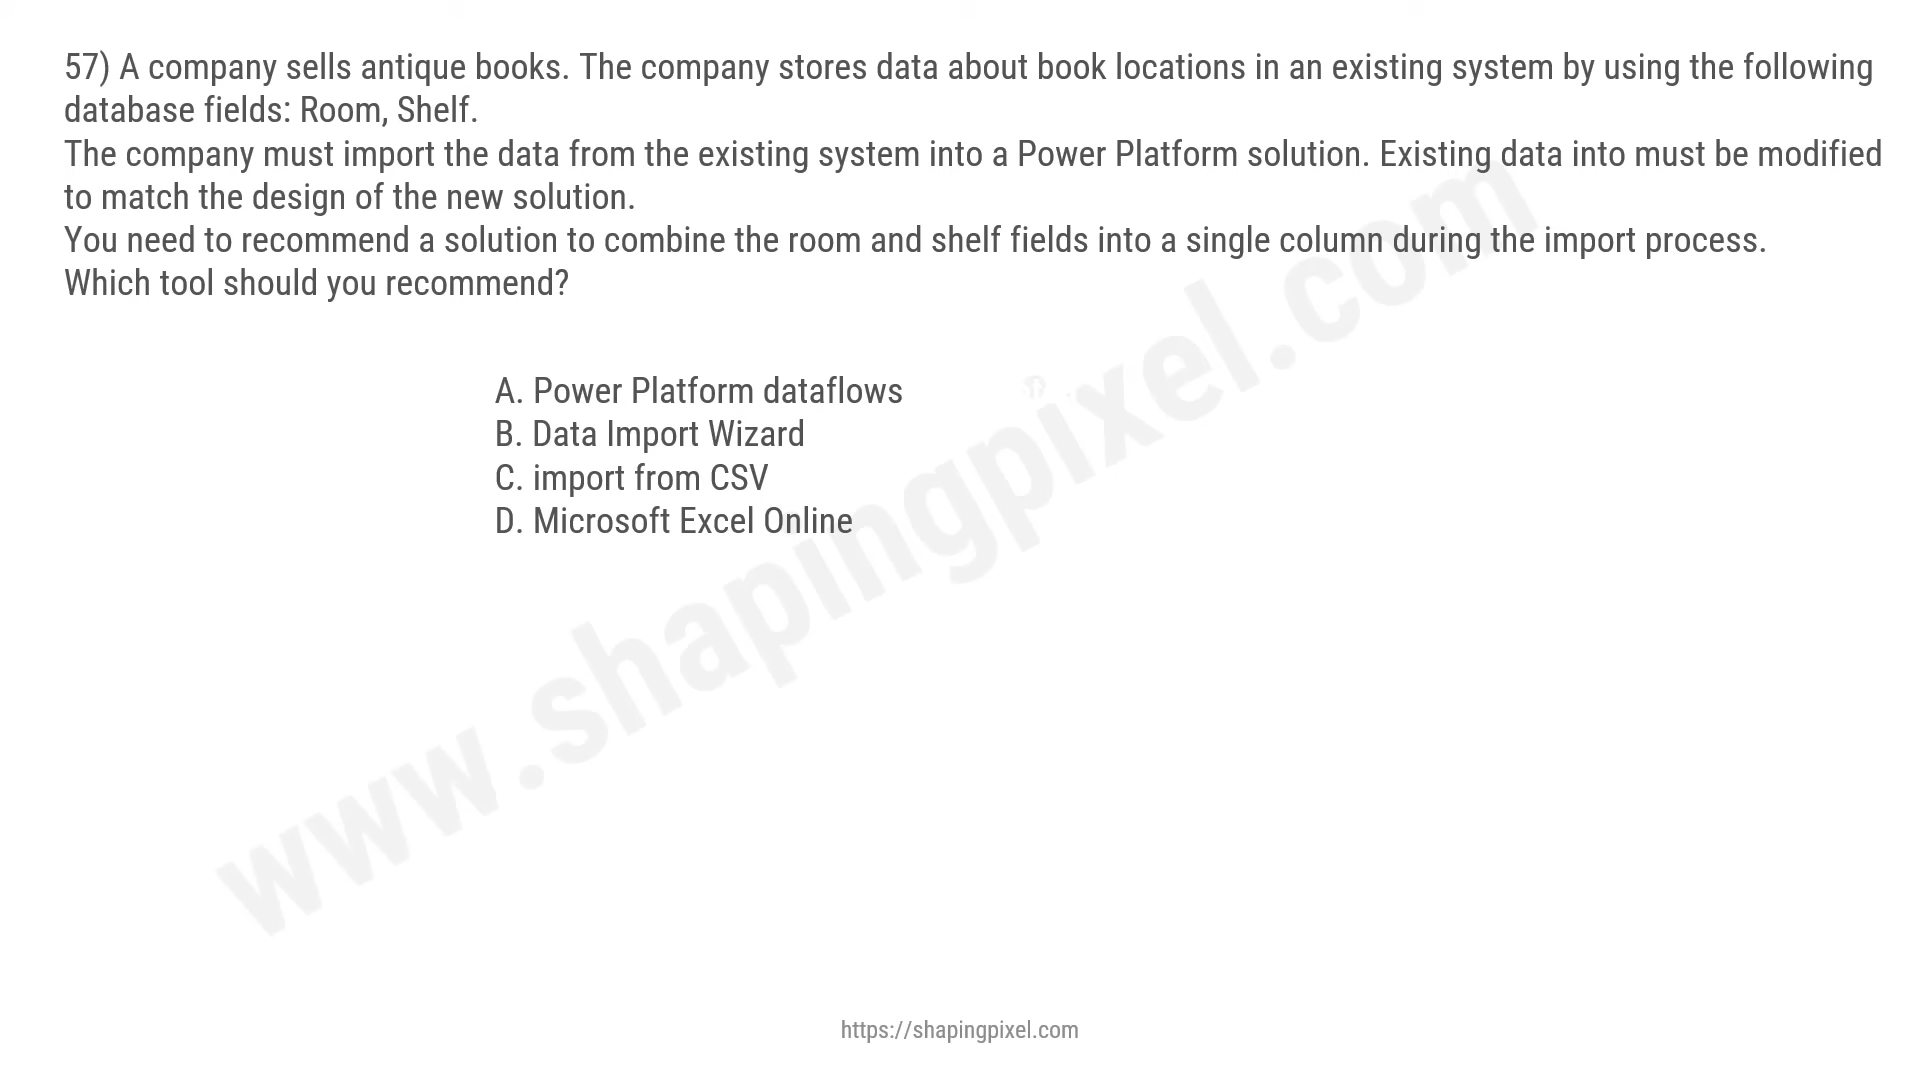 57) A company sells antique books. The company stores data about book locations in an existing system by using the following
database fields: Room, Shelf.
The company must import the data from the existing system into a Power Platform solution. Existing data into must be modified
to match the design of the new solution.
You need to recommend a solution to combine the room and shelf fields into a single column during the import process.
Which tool should you recommend?
A. Power Platform dataflows
B. Data Import Wizard
C. import from CSV
D. Microsoft Excel Online
www.shapingpixel.com
https://shapingpixel.com